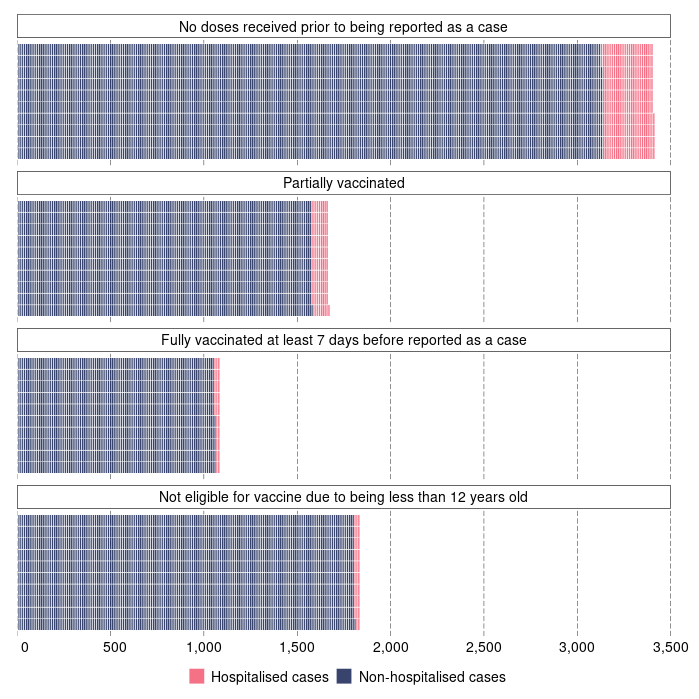 No doses received prior to being reported as a case
Partially vaccinated
Fully vaccinated at least 7 days before reported as a case
Not eligible for vaccine due to being less than 12 years old
0 500 1,000 1,500 2,000 2,500 3,000 3,500
Hospitalised cases Non-hospitalised cases